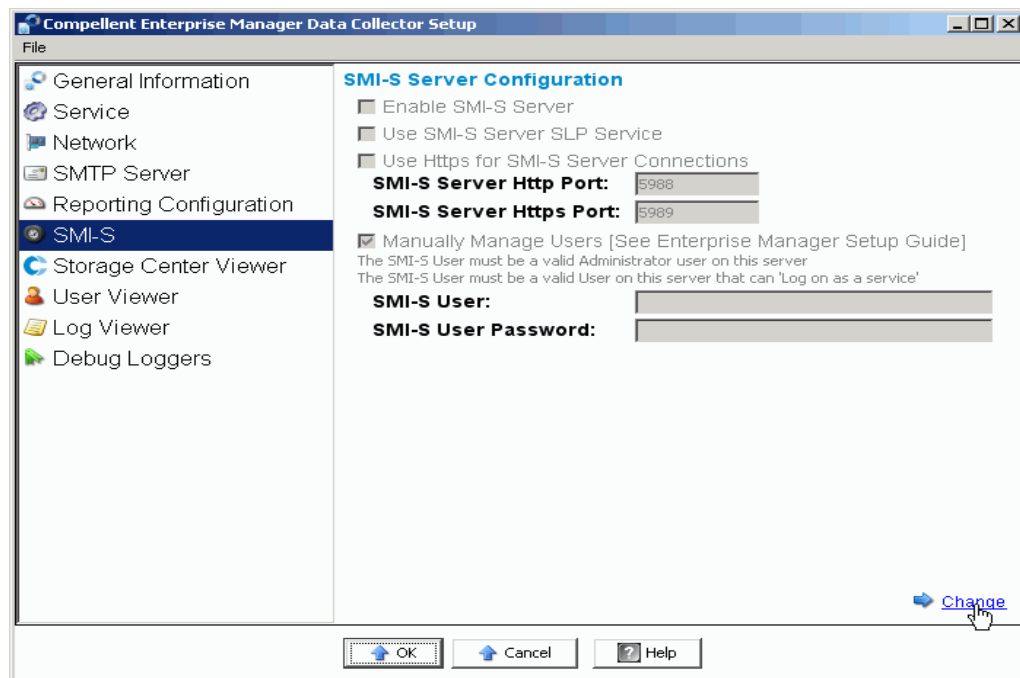 Compellent Enterprise Manager Data Collector Setup
File
General Information
Service
Network
SMTP Server
Reporting Configuration
SMI-S
Storage Center Viewer
User Viewer
Log Viewer
Debug Loggers
SMI-S Server Configuration
Enable SMI-S Server
Use SMI-S Server SLP Service
Use Https for SMI-S Server Connections
SMI-S Server Http Port: 5988
SMI-S Server Https Port: 5989
Manually Manage Users [See Enterprise Manager Setup Guide]
The SMI-S User must be a valid Administrator user on this server
The SMI-S User must be a valid User on this server that can 'Log on as a service'
SMI-S User:
SMI-S User Password:
Change
OK
Cancel
Help